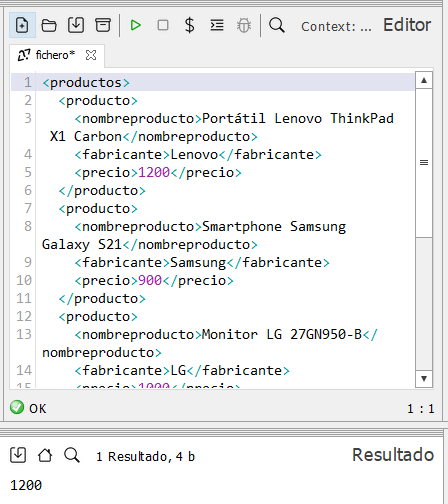 Context: ... Editor
fichero*
1 <productos>
2 <producto>
3 <nombreproducto>Portátil Lenovo ThinkPad
X1 Carbon</nombreproducto>
4 <fabricante>Lenovo</fabricante>
5 <precio>1200</precio>
6 </producto>
7 <producto>
8 <nombreproducto>Smartphone Samsung
Galaxy S21</nombreproducto>
9 <fabricante>Samsung</fabricante>
10 <precio>900</precio>
11 </producto>
12 <producto>
13 <nombreproducto>Monitor LG 27GN950-B</
nombreproducto>
14 <fabricante>LG</fabricante>
15 <precio>1000</precio>
OK 1 : 1
1 Resultado, 4 b Resultado
1200